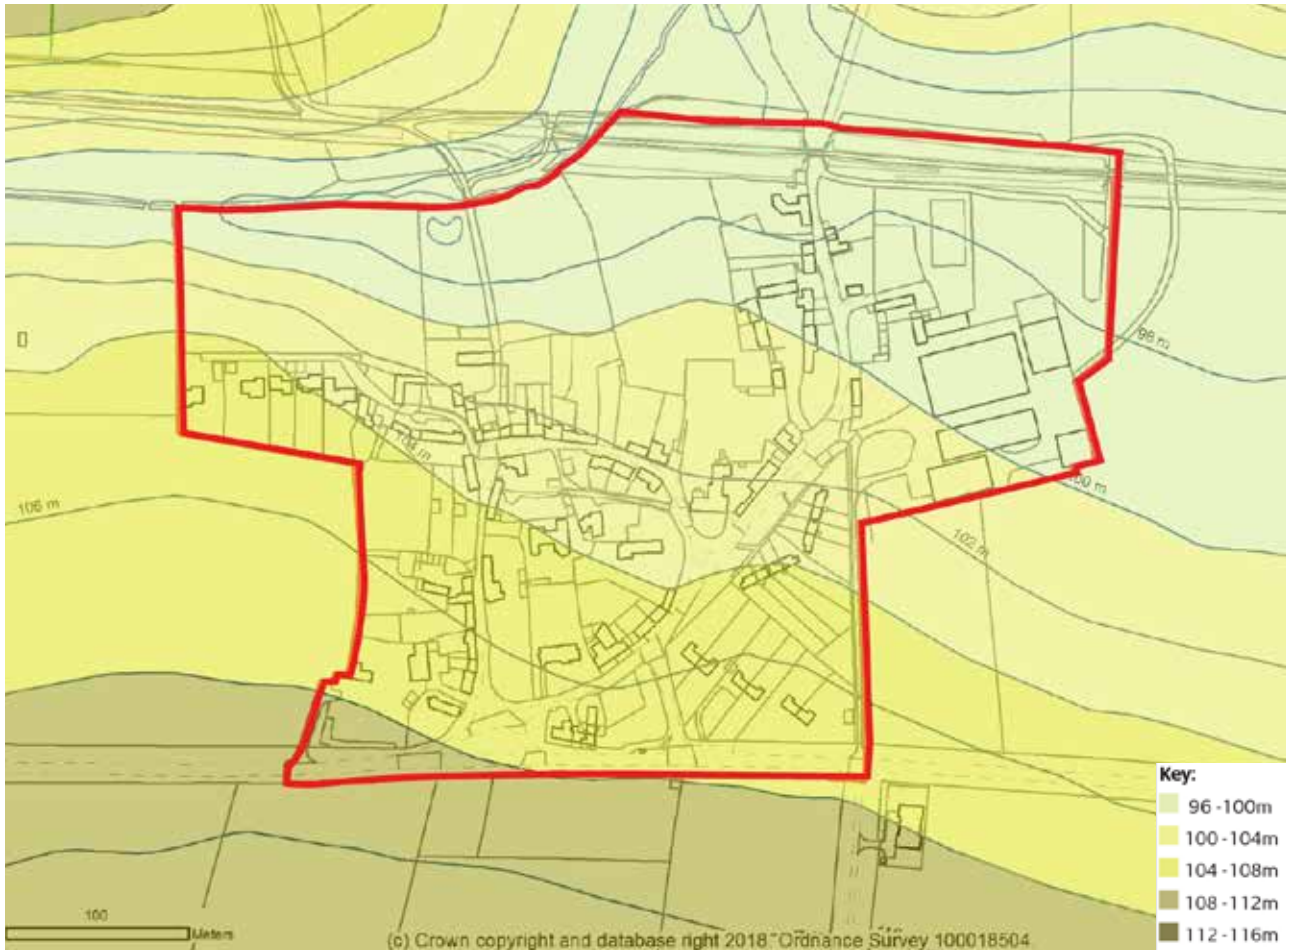 98 m
104 m
100 m
106 m
102 m
Key:
96 -100m
100 -104m
104 -108m
108 -112m
112 -116m
100
Meters
(c) Crown copyright and database right 2018. Ordnance Survey 100018504